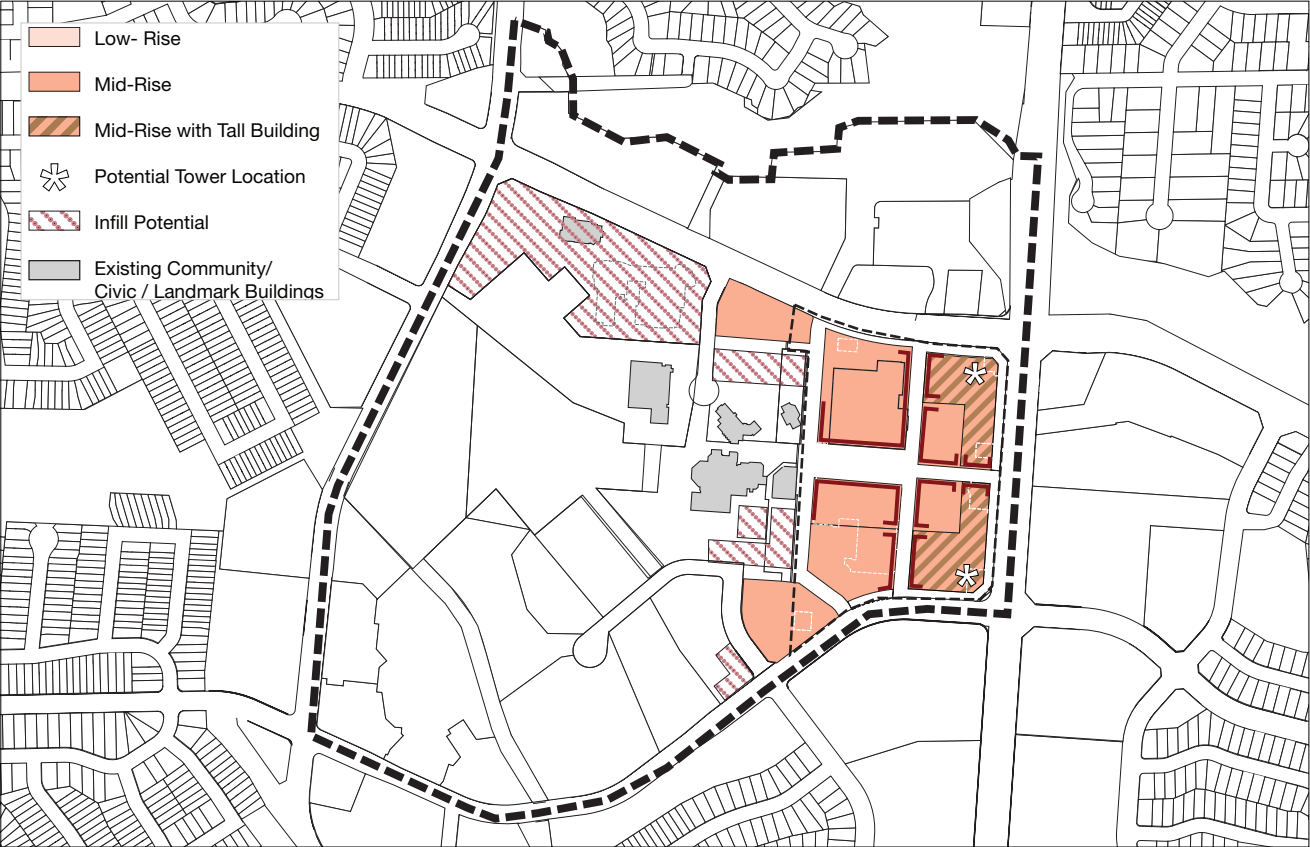 Low- Rise
Mid-Rise
Mid-Rise with Tall Building
Potential Tower Location
Infill Potential
Existing Community/
Civic / Landmark Buildings